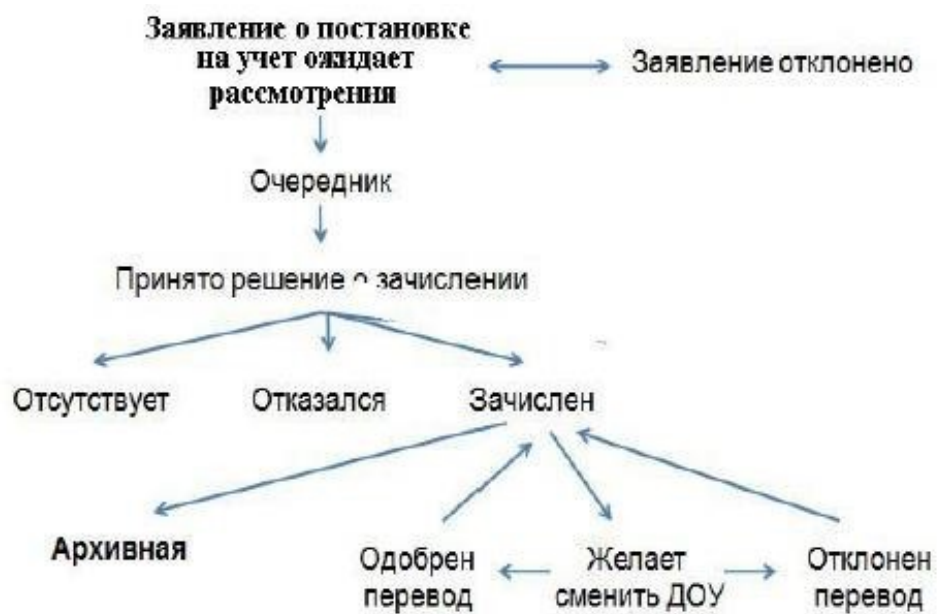 Заявление о постановке
на учет ожидает
рассмотрения
Заявление отклонено
Очередник
Принято решение о зачислении
Отсутствует
Отказался
Зачислен
Архивная
Одобрен
перевод
Желает
сменить ДОУ
Отклонен
перевод